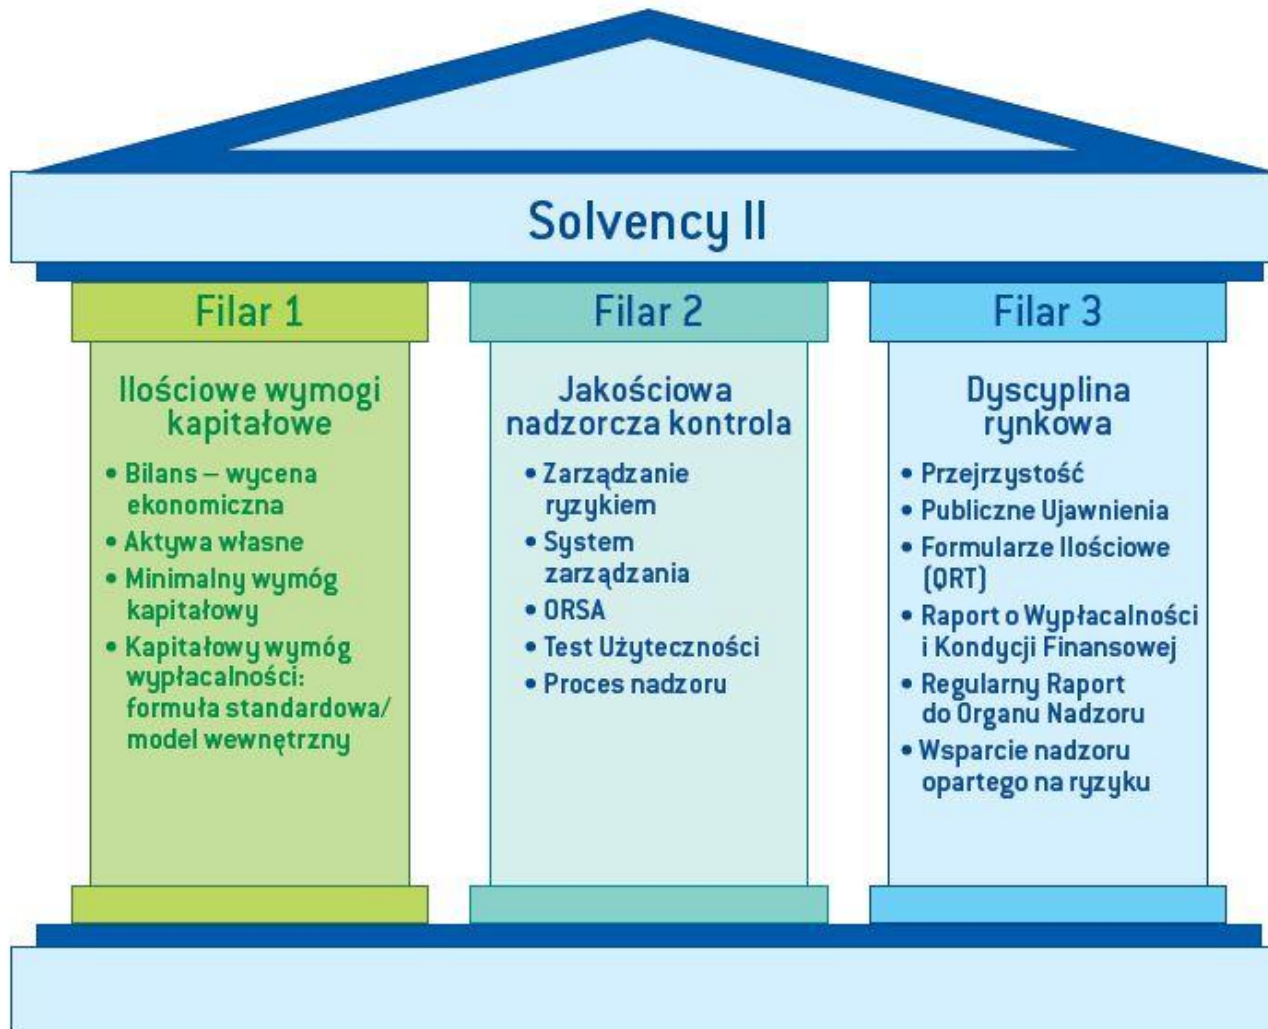 Solvency II
Filar 1
Ilościowe wymogi
kapitałowe
• Bilans – wycena
ekonomiczna
• Aktywa własne
• Minimalny wymóg
kapitałowy
• Kapitałowy wymóg
wypłacalności:
formuła standardowa/
model wewnętrzny
Filar 2
Jakościowa
nadzorcza kontrola
• Zarządzanie
ryzykiem
• System
zarządzania
• ORSA
• Test Użyteczności
• Proces nadzoru
Filar 3
Dyscyplina
rynkowa
• Przejrzystość
• Publiczne Ujawnienia
• Formularze Ilościowe
(QRT)
• Raport o Wypłacalności
i Kondycji Finansowej
• Regularny Raport
do Organu Nadzoru
• Wsparcie nadzoru
opartego na ryzyku